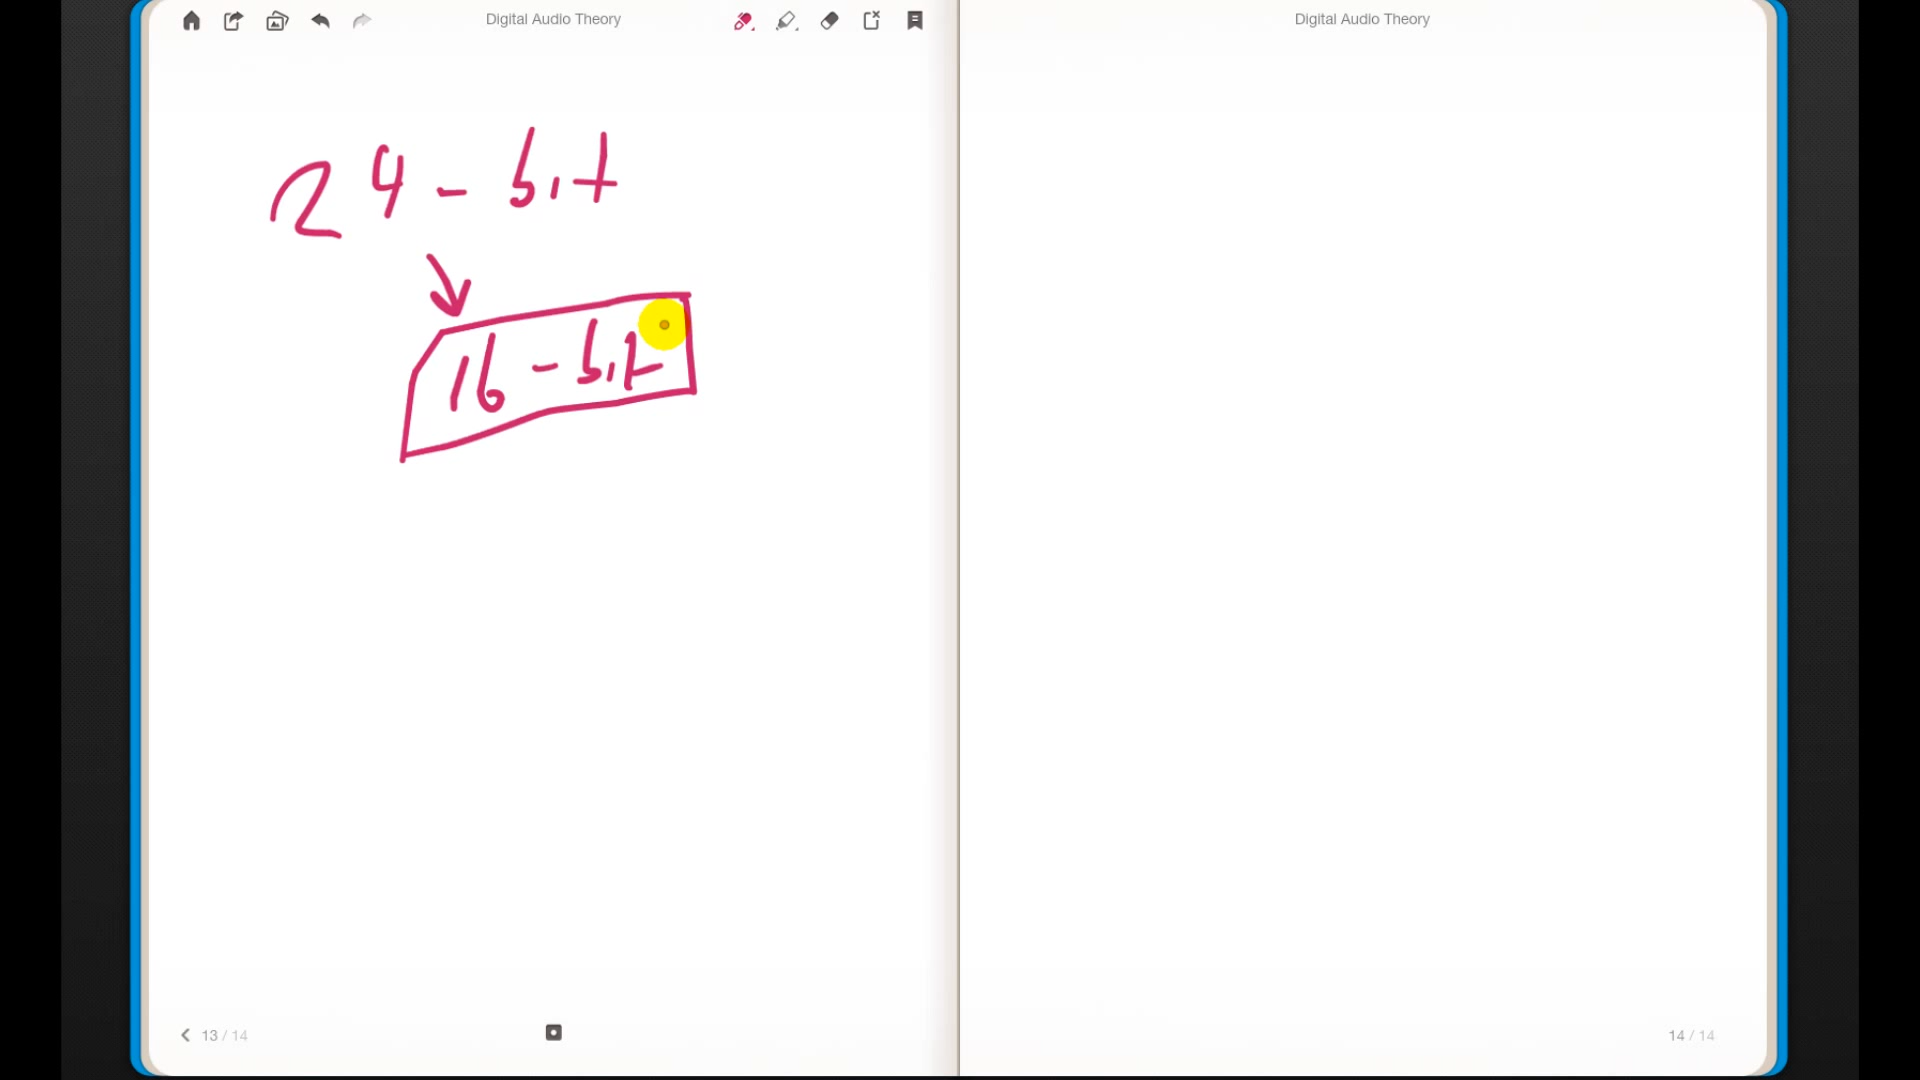 Digital Audio Theory
Digital Audio Theory
24-bit
16-bit
13 / 14
14 / 14